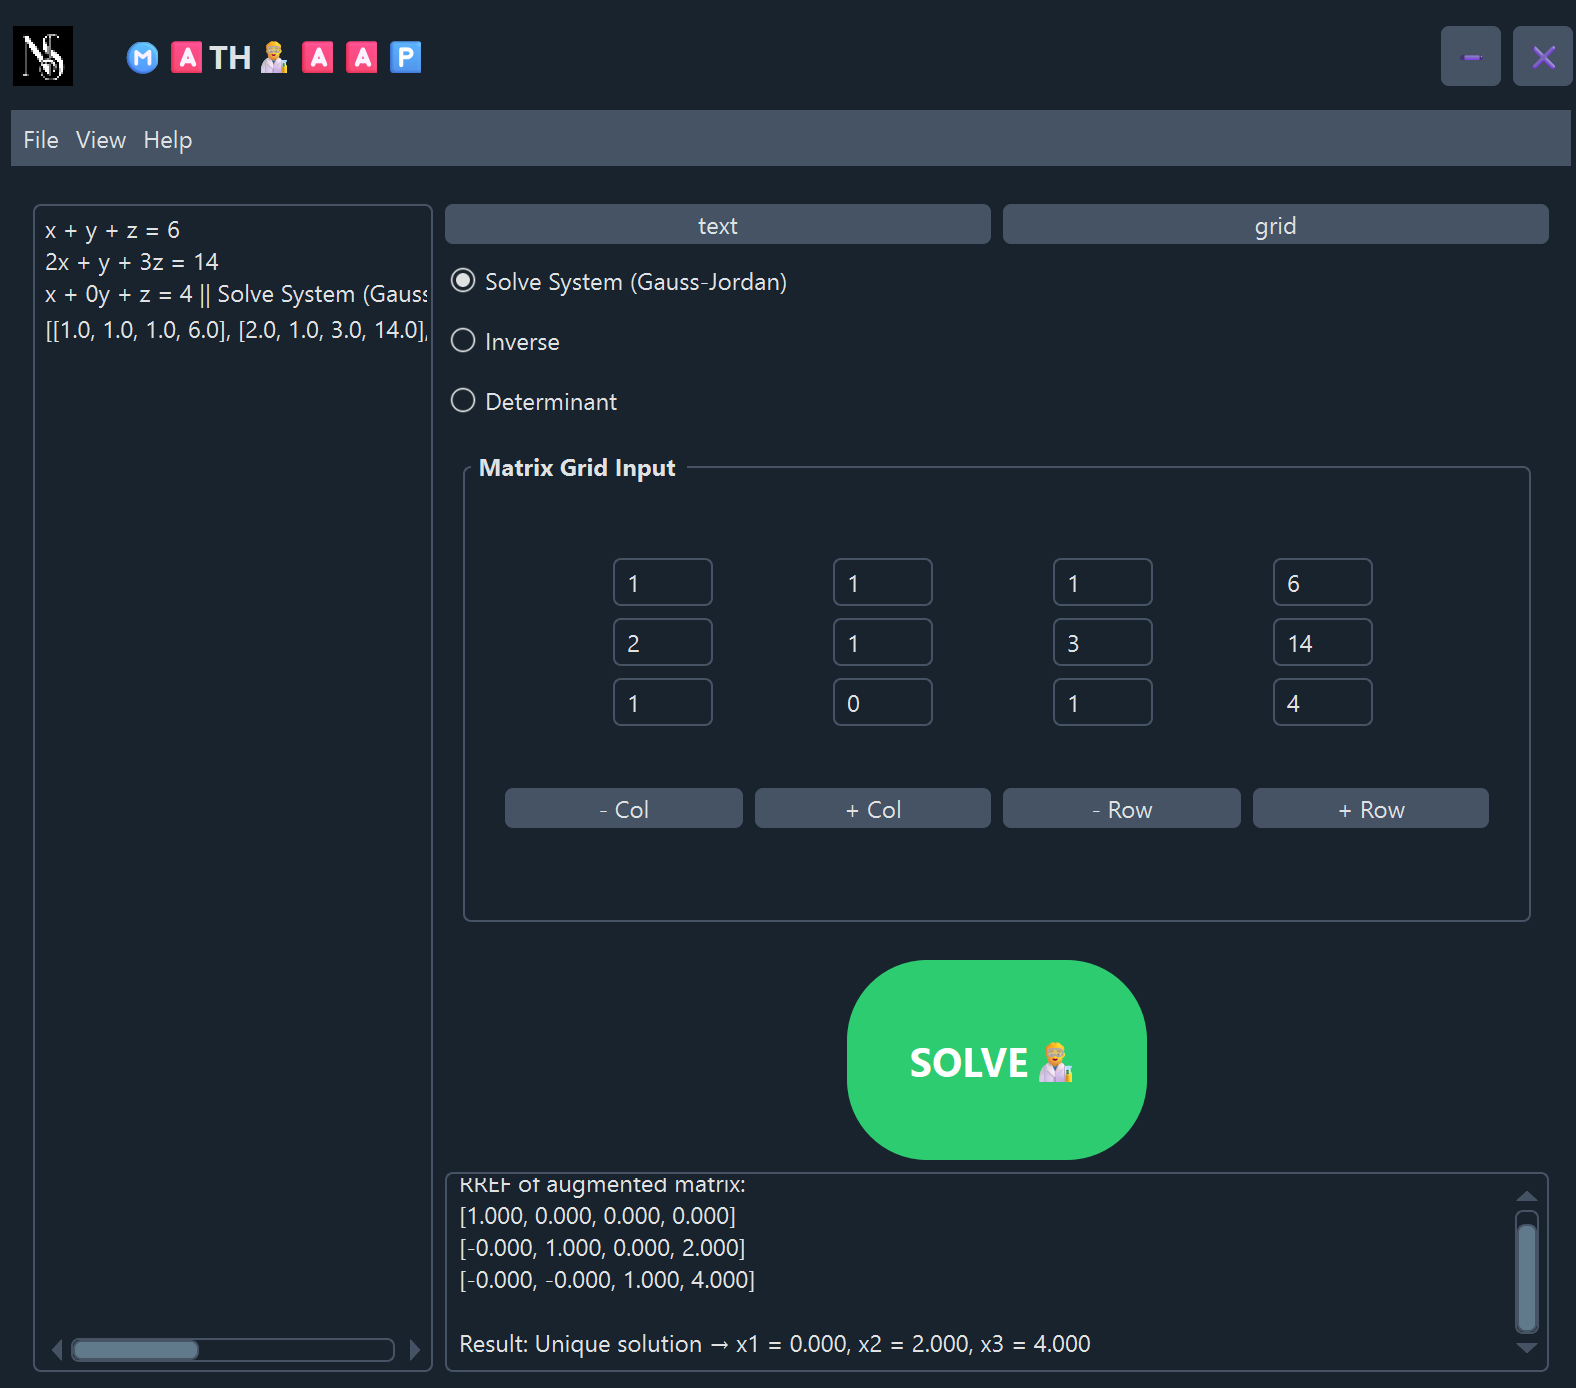 NS
Ⓜ️ 🅰️ TH 🧑‍🔬 🅰️ 🅰️ 🅿️
File View Help
x + y + z = 6
2x + y + 3z = 14
x + 0y + z = 4 || Solve System (Gauss
[[1.0, 1.0, 1.0, 6.0], [2.0, 1.0, 3.0, 14.0],
text grid
Solve System (Gauss-Jordan)
Inverse
Determinant
Matrix Grid Input
1 1 1 6
2 1 3 14
1 0 1 4
- Col + Col - Row + Row
SOLVE 🧑‍🔬
RREF of augmented matrix:
[1.000, 0.000, 0.000, 0.000]
[-0.000, 1.000, 0.000, 2.000]
[-0.000, -0.000, 1.000, 4.000]
Result: Unique solution → x1 = 0.000, x2 = 2.000, x3 = 4.000